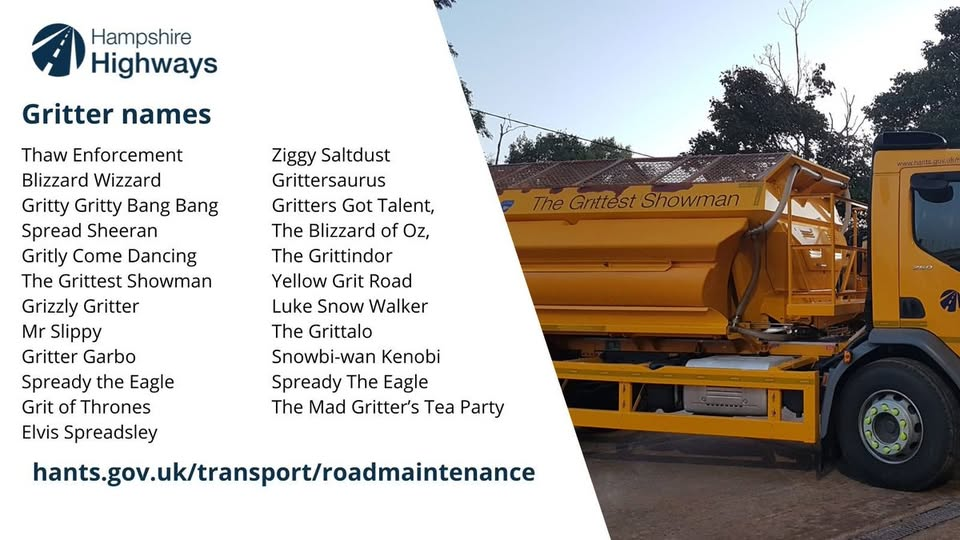 Hampshire
Highways
Gritter names
Thaw Enforcement
Blizzard Wizzard
Gritty Gritty Bang Bang
Spread Sheeran
Gritly Come Dancing
The Grittest Showman
Grizzly Gritter
Mr Slippy
Gritter Garbo
Spready the Eagle
Grit of Thrones
Elvis Spreadsley
Ziggy Saltdust
Grittersaurus
Gritters Got Talent,
The Blizzard of Oz,
The Grittindor
Yellow Grit Road
Luke Snow Walker
The Grittalo
Snowbi-wan Kenobi
Spready The Eagle
The Mad Gritter's Tea Party
hants.gov.uk/transport/roadmaintenance
The Grittest Showman
www.hants.gov.uk